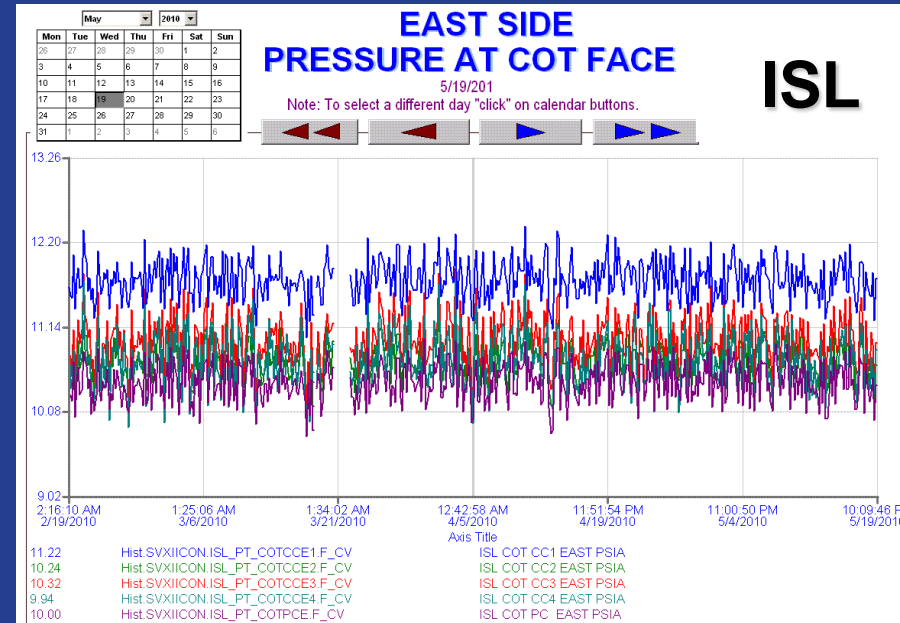 May 2010
Mon Tue Wed Thu Fri Sat Sun
26 27 28 29 30 1 2
3 4 5 6 7 8 9
10 11 12 13 14 15 16
17 18 19 20 21 22 23
24 25 26 27 28 29 30
31 1 2 3 4 5 6
EAST SIDE
PRESSURE AT COT FACE
5/19/201
Note: To select a different day "click" on calendar buttons.
ISL
13.26
12.20
11.14
10.08
9.02
2:16:10 AM 1:25:06 AM 1:34:02 AM 12:42:58 AM 11:51:54 PM 11:00:50 PM 10:09:46 P
2/19/2010 3/6/2010 3/21/2010 4/5/2010 4/19/2010 5/4/2010 5/19/2010
Axis Title
11.22 Hist.SVXIICON.ISL_PT_COTCCE1.F_CV ISL COT CC1 EAST PSIA
10.24 Hist.SVXIICON.ISL_PT_COTCCE2.F_CV ISL COT CC2 EAST PSIA
10.32 Hist.SVXIICON.ISL_PT_COTCCE3.F_CV ISL COT CC3 EAST PSIA
9.94 Hist.SVXIICON.ISL_PT_COTCCE4.F_CV ISL COT CC4 EAST PSIA
10.00 Hist.SVXIICON.ISL_PT_COTPCE.F_CV ISL COT PC EAST PSIA